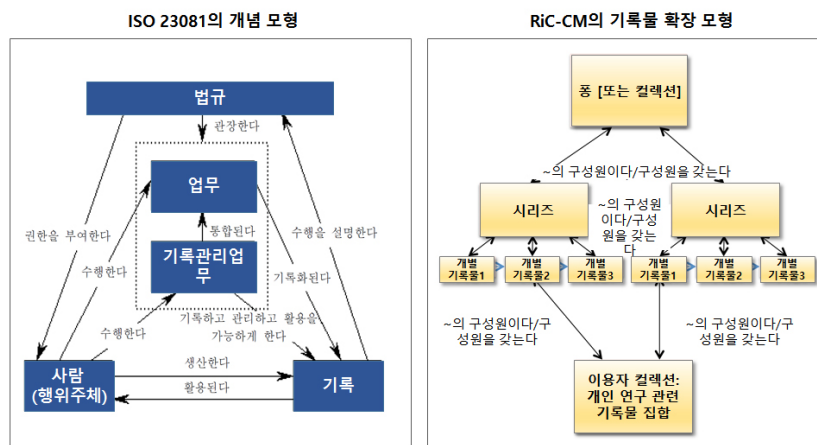 ISO 23081의 개념 모형
법규
관장한다
업무
통합된다
권한을 부여한다
수행을 설명한다
기록관리업
무
수행한다
기록화된다
수행한다
기록하고 관리하고 활용을
가능하게 한다
생산한다
사람
(행위주체)
기록
활용된다
RiC-CM의 기록물 확장 모형
퐁 [또는 컬렉션]
~의 구성원이다/구성원을 갖는다
시리즈
~의 구성원
이다/구성
원을 갖는
다
시리즈
개별
기록물1
개별
기록물2
개별
기록물3
개별
기록물1
개별
기록물2
개별
기록물3
~의 구성원이다/구
성원을 갖는다
~의 구성원이다/구
성원을 갖는다
이용자 컬렉션:
개인 연구 관련
기록물 집합